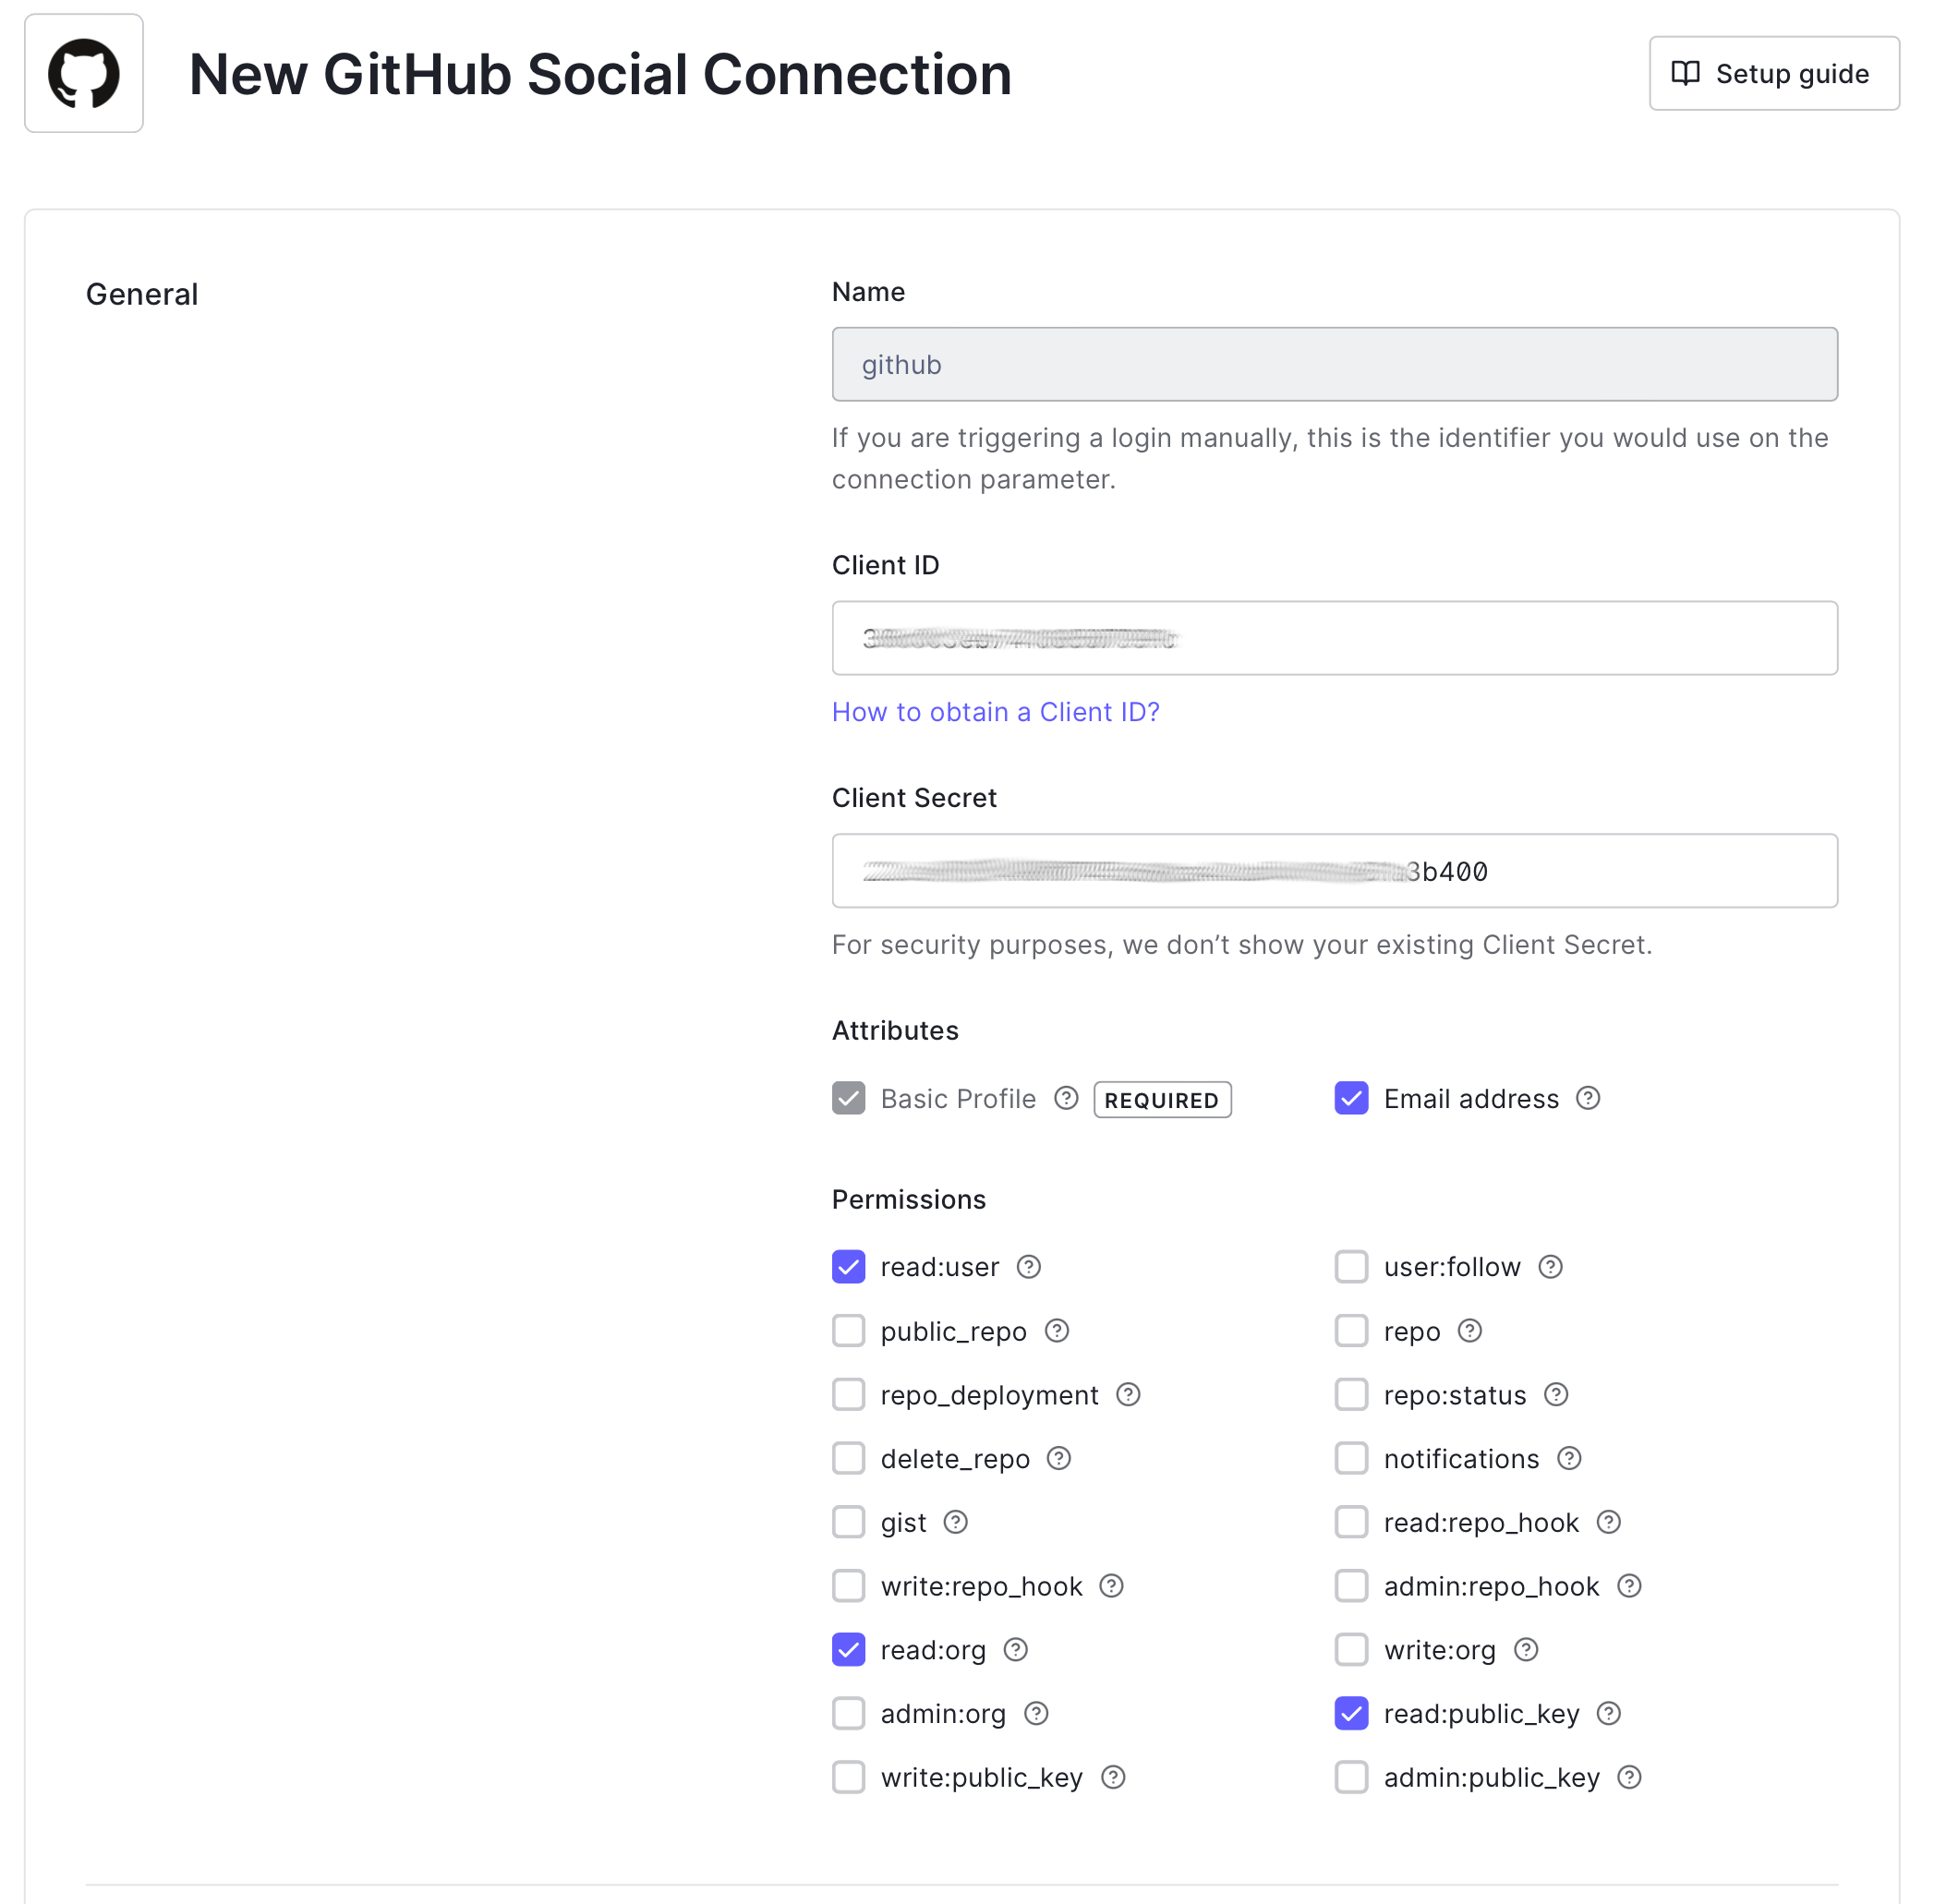 New GitHub Social Connection
Setup guide
General
Name
github
If you are triggering a login manually, this is the identifier you would use on the
connection parameter.
Client ID
How to obtain a Client ID?
Client Secret
3b400
For security purposes, we don’t show your existing Client Secret.
Attributes
Basic Profile REQUIRED Email address
Permissions
read:user user:follow
public_repo repo
repo_deployment repo:status
delete_repo notifications
gist read:repo_hook
write:repo_hook admin:repo_hook
read:org write:org
admin:org read:public_key
write:public_key admin:public_key